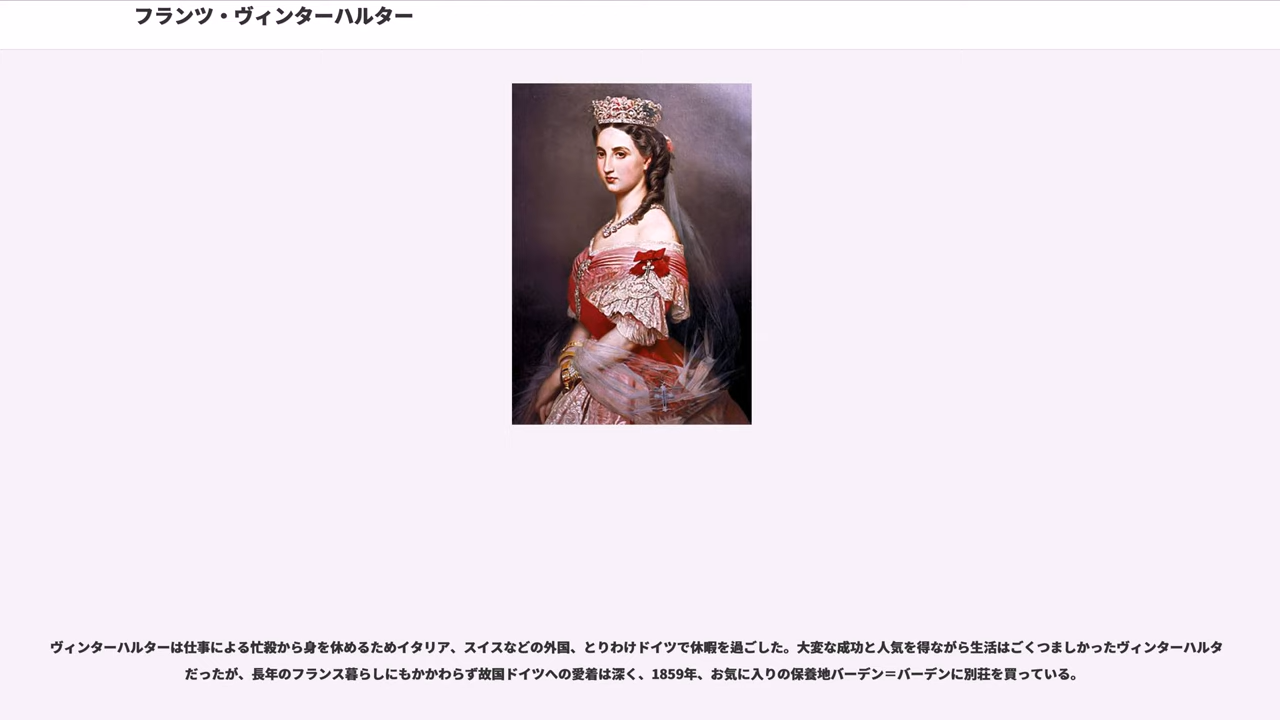 フランツ・ヴィンターハルター
ヴィンターハルターは仕事による忙殺から身を休めるためイタリア、スイスなどの外国、とりわけドイツで休暇を過ごした。大変な成功と人気を得ながら生活はごくつましかったヴィンターハルタ
だったが、長年のフランス暮らしにもかかわらず故国ドイツへの愛着は深く、1859年、お気に入りの保養地バーデン＝バーデンに別荘を買っている。